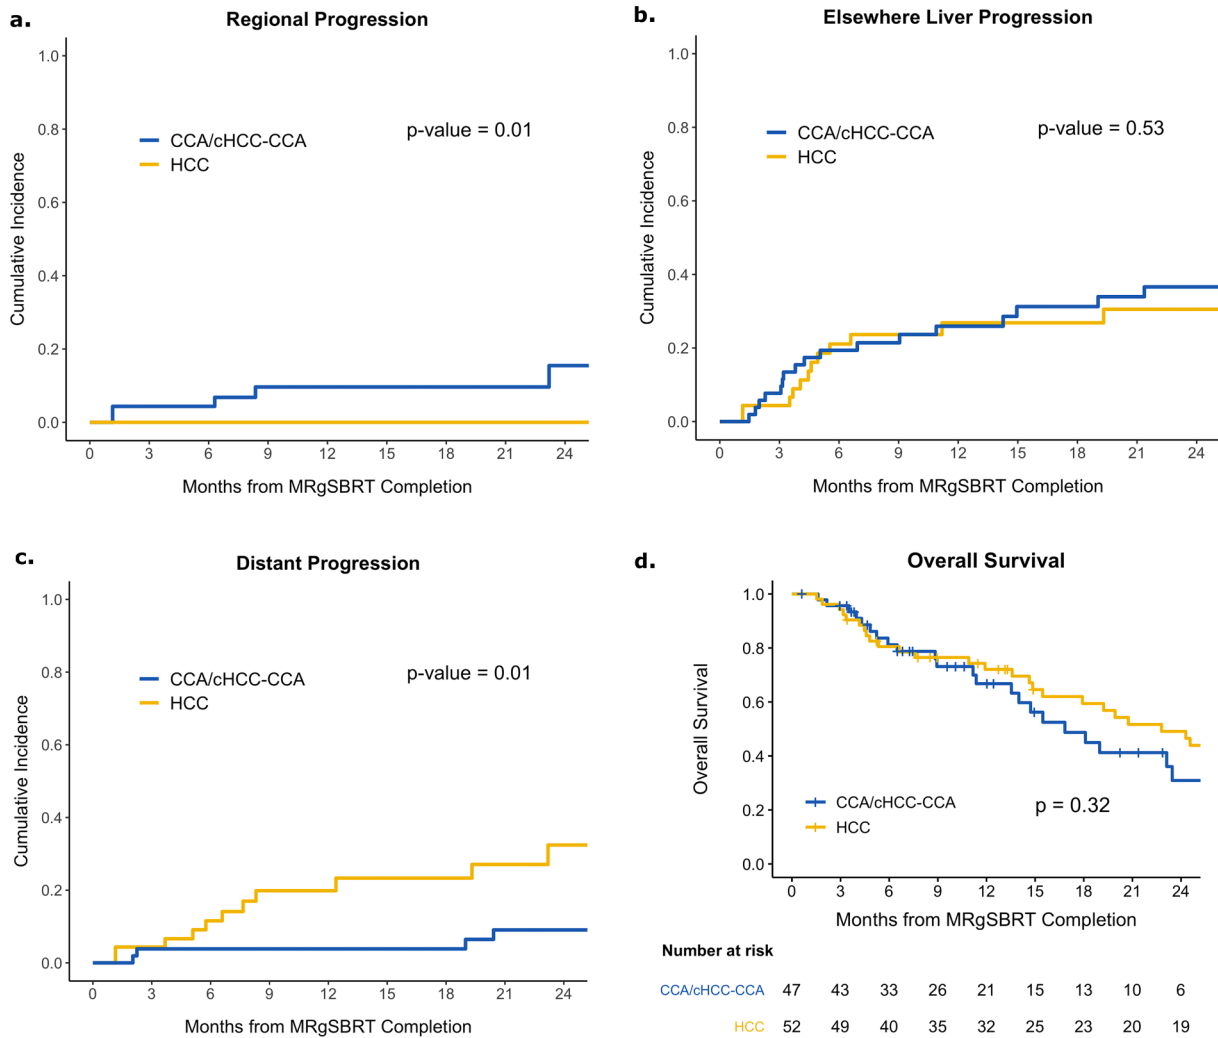 a.
Regional Progression
1.0
0.8
0.6
0.4
0.2
0.0
Cumulative Incidence
CCA/cHCC-CCA
HCC
p-value = 0.01
0 3 6 9 12 15 18 21 24
Months from MRgSBRT Completion
b.
Elsewhere Liver Progression
1.0
0.8
0.6
0.4
0.2
0.0
Cumulative Incidence
CCA/cHCC-CCA
HCC
p-value = 0.53
0 3 6 9 12 15 18 21 24
Months from MRgSBRT Completion
c.
Distant Progression
1.0
0.8
0.6
0.4
0.2
0.0
Cumulative Incidence
CCA/cHCC-CCA
HCC
p-value = 0.01
0 3 6 9 12 15 18 21 24
Months from MRgSBRT Completion
d.
Overall Survival
1.0
0.8
0.6
0.4
0.2
0.0
Overall Survival
CCA/cHCC-CCA
HCC
p = 0.32
0 3 6 9 12 15 18 21 24
Months from MRgSBRT Completion
Number at risk
CCA/cHCC-CCA 47 43 33 26 21 15 13 10 6
HCC 52 49 40 35 32 25 23 20 19